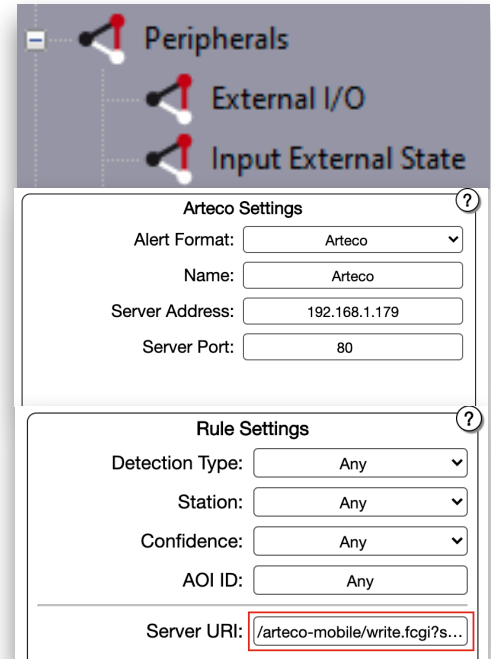 Peripherals
External I/O
Input External State
?
Arteco Settings
Alert Format: Arteco
Name: Arteco
Server Address: 192.168.1.179
Server Port: 80
?
Rule Settings
Detection Type: Any
Station: Any
Confidence: Any
AOI ID: Any
Server URI: /arteco-mobile/write.fcgi?s...